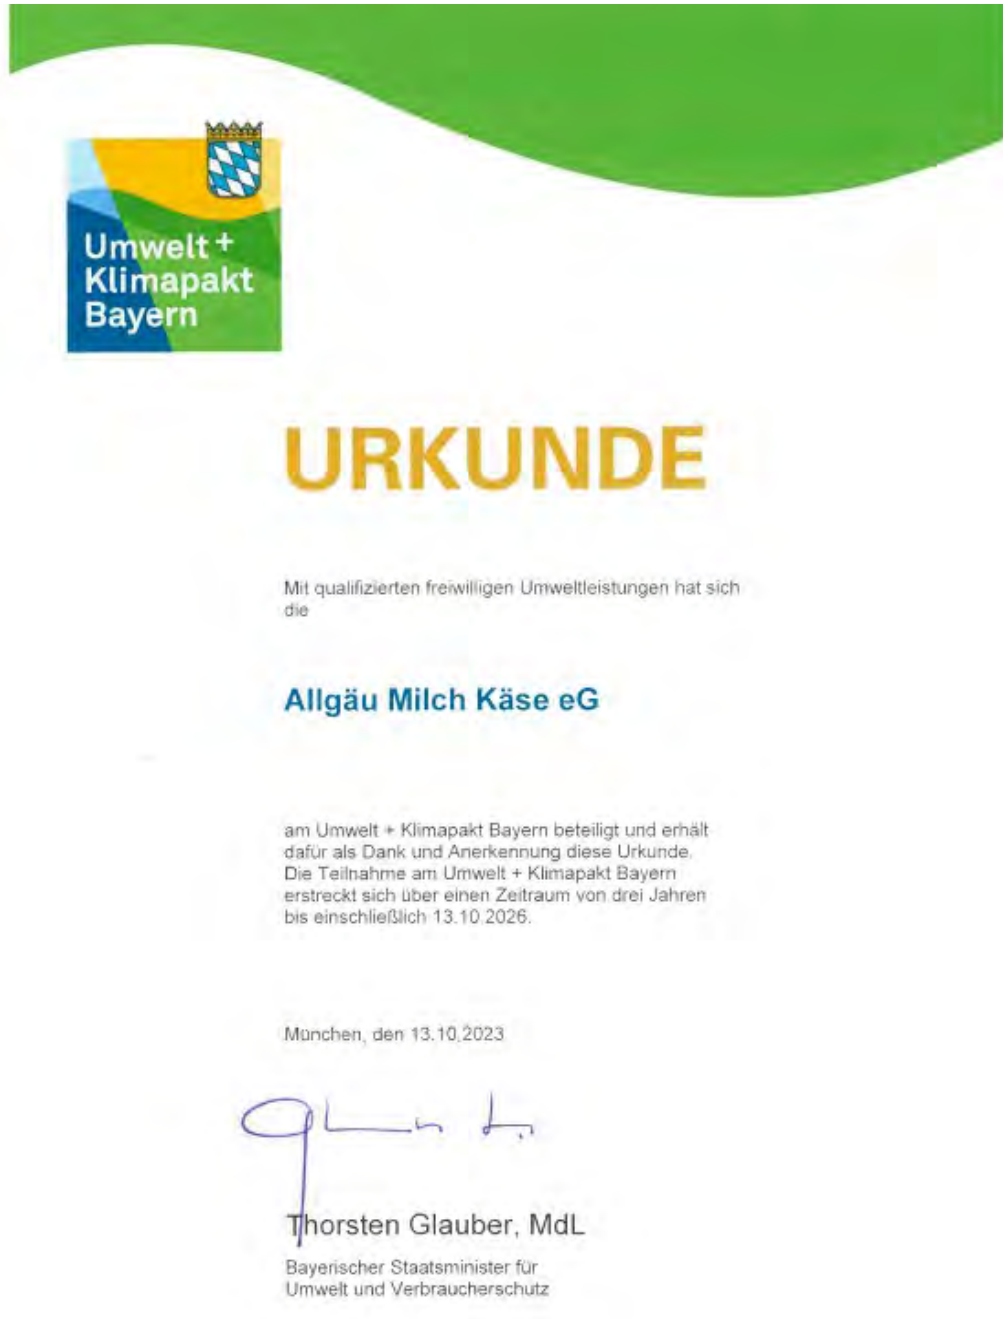 Umwelt +
Klimapakt
Bayern
URKUNDE
Mit qualifizierten freiwilligen Umweltleistungen hat sich
die
Allgäu Milch Käse eG
am Umwelt + Klimapakt Bayern beteiligt und erhält
dafür als Dank und Anerkennung diese Urkunde.
Die Teilnahme am Umwelt + Klimapakt Bayern
erstreckt sich über einen Zeitraum von drei Jahren
bis einschließlich 13.10.2026.
München, den 13.10.2023
Thorsten Glauber, MdL
Bayerischer Staatsminister für
Umwelt und Verbraucherschutz